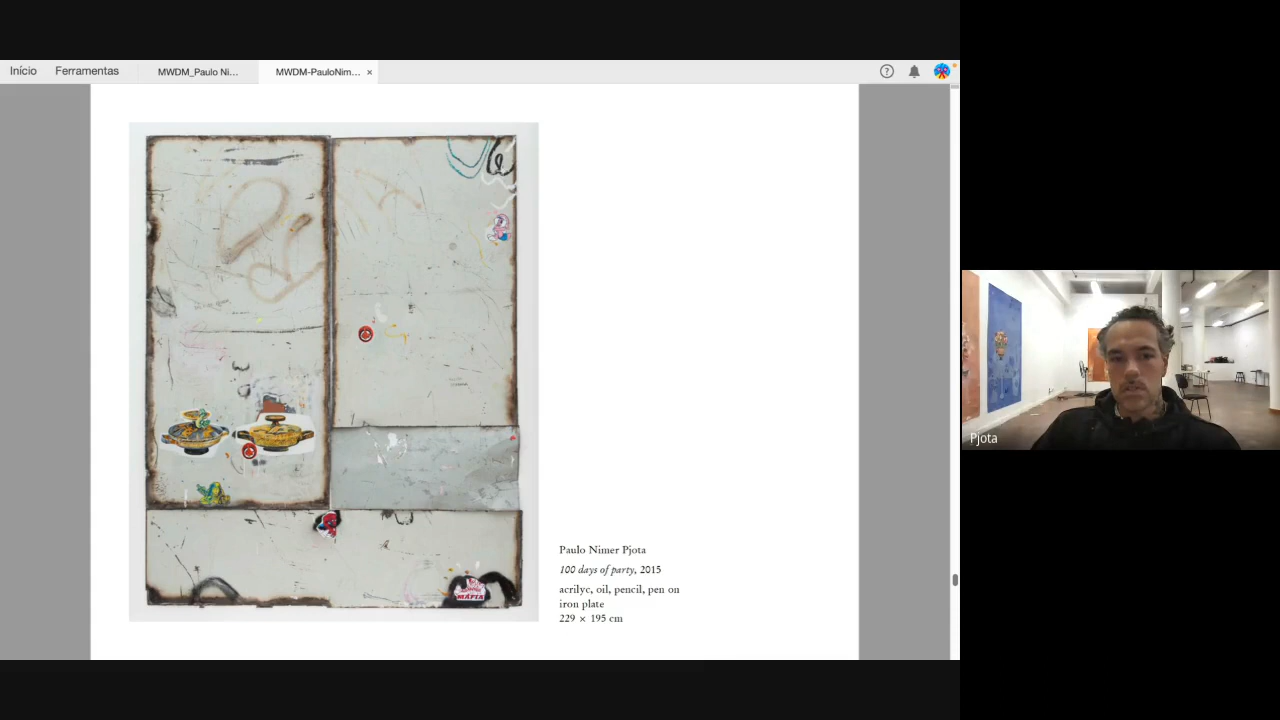 Início Ferramentas MWDM_Paulo Ni... MWDM-PauloNim... × ?
Paulo Nimer Pjota
100 days of party, 2015
acrilyc, oil, pencil, pen on
iron plate
229 × 195 cm
MAFIA
Pjota